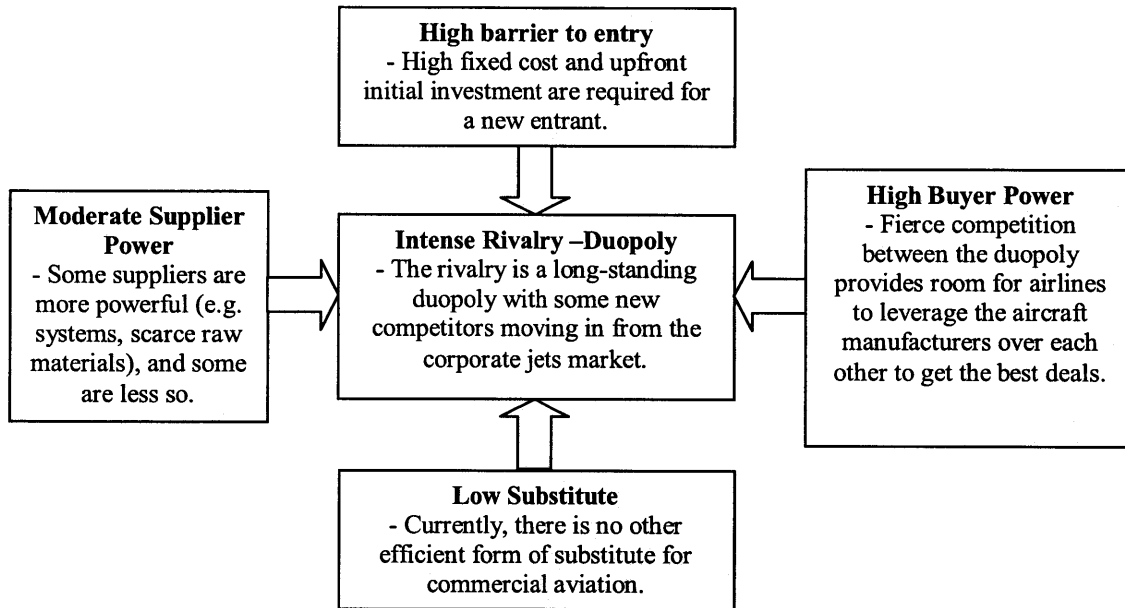 High barrier to entry
- High fixed cost and upfront
initial investment are required for
a new entrant.
Moderate Supplier
Power
- Some suppliers are
more powerful (e.g.
systems, scarce raw
materials), and some
are less so.
Intense Rivalry –Duopoly
- The rivalry is a long-standing
duopoly with some new
competitors moving in from the
corporate jets market.
High Buyer Power
- Fierce competition
between the duopoly
provides room for airlines
to leverage the aircraft
manufacturers over each
other to get the best deals.
Low Substitute
- Currently, there is no other
efficient form of substitute for
commercial aviation.